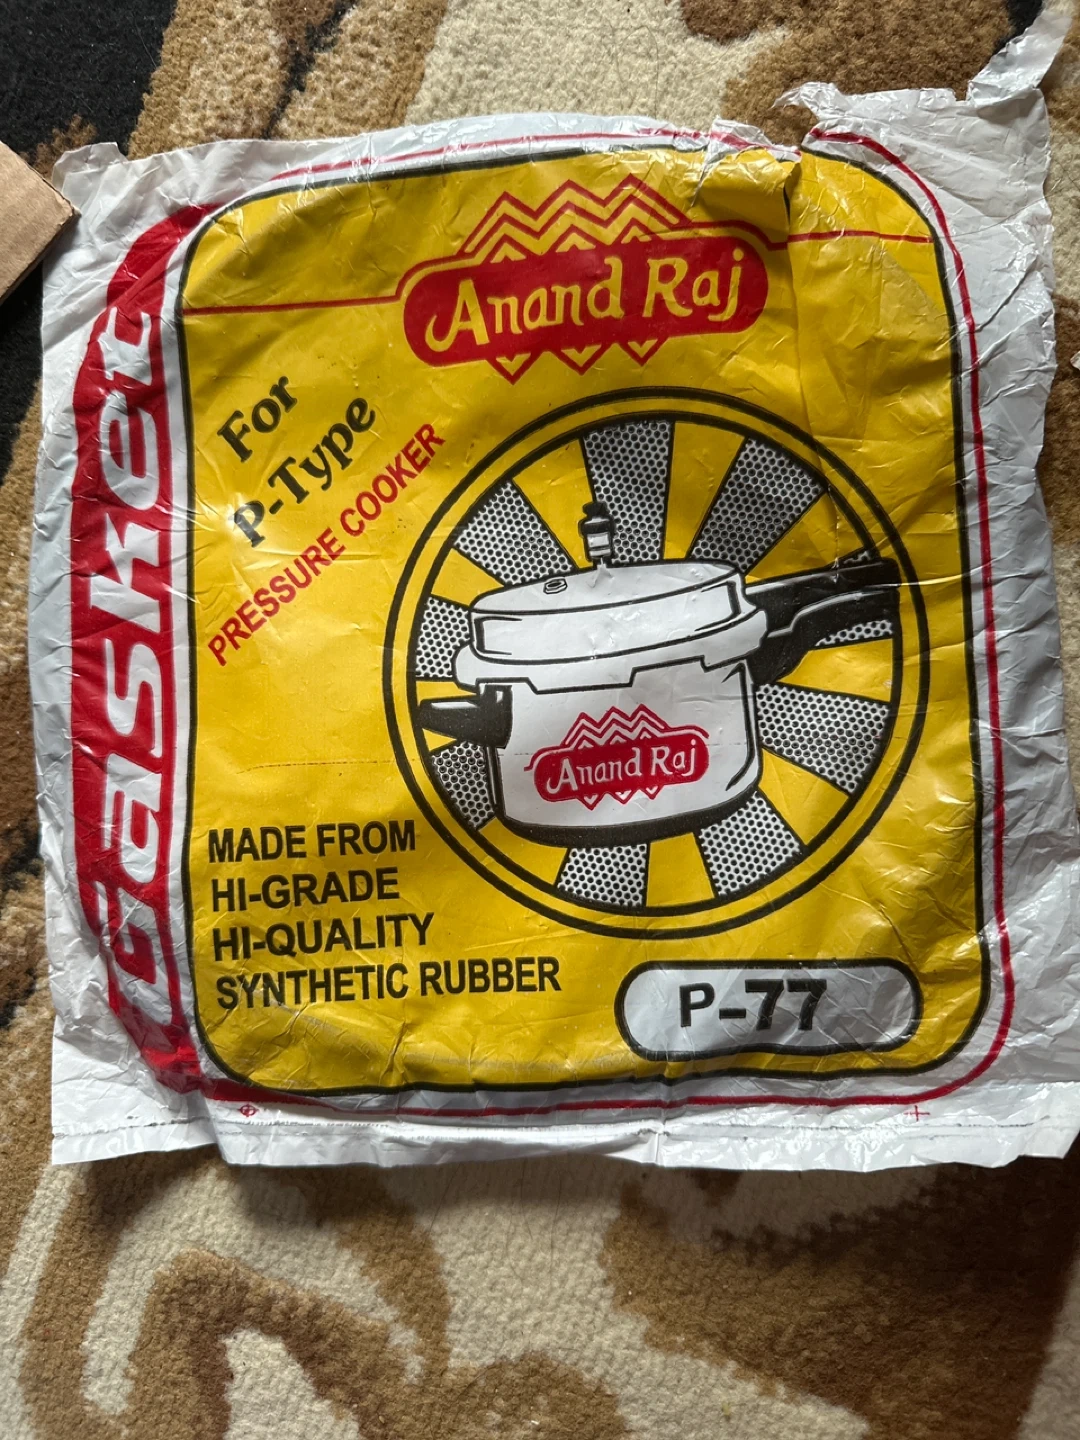 Gasket
Anand Raj
For
P-Type
PRESSURE COOKER
Anand Raj
MADE FROM
HI-GRADE
HI-QUALITY
SYNTHETIC RUBBER
P-77